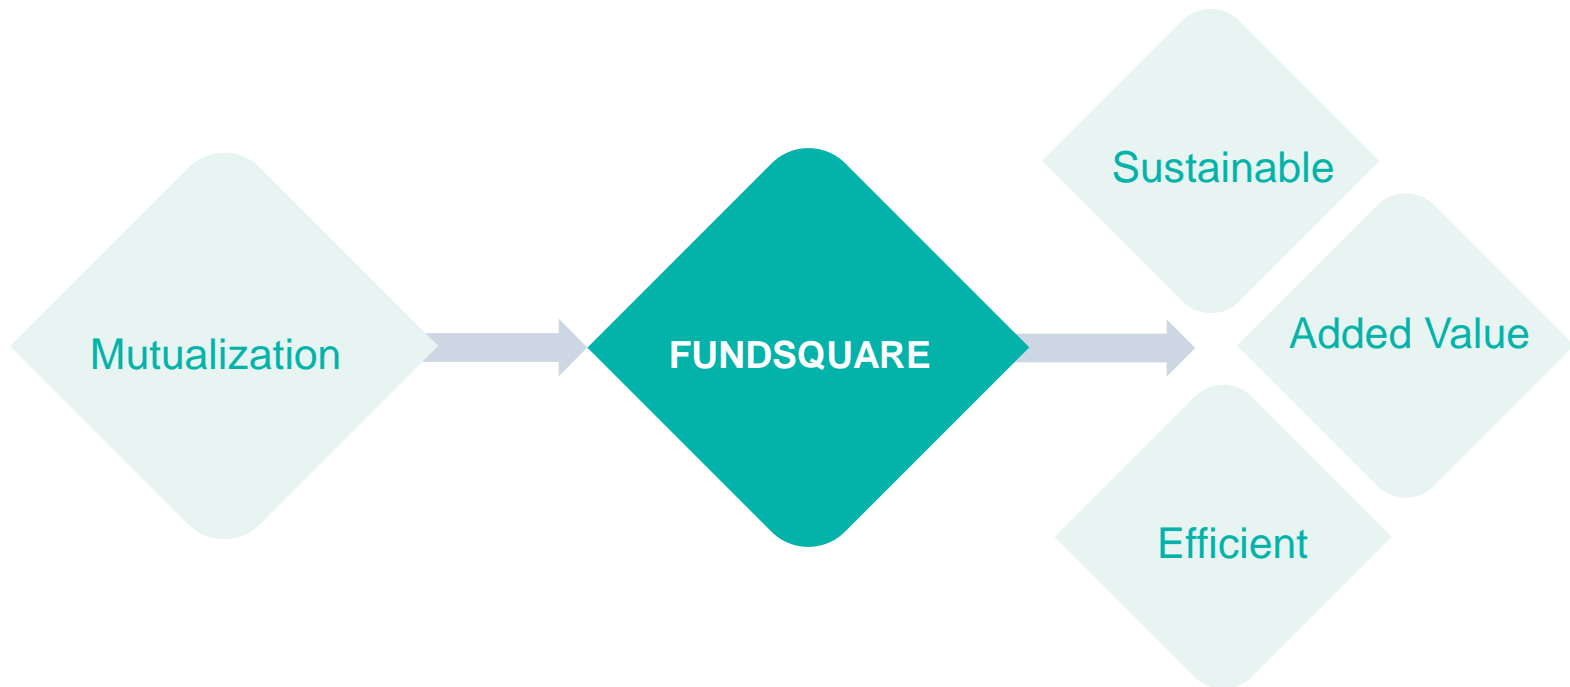 Mutualization
FUNDSQUARE
Sustainable
Added Value
Efficient